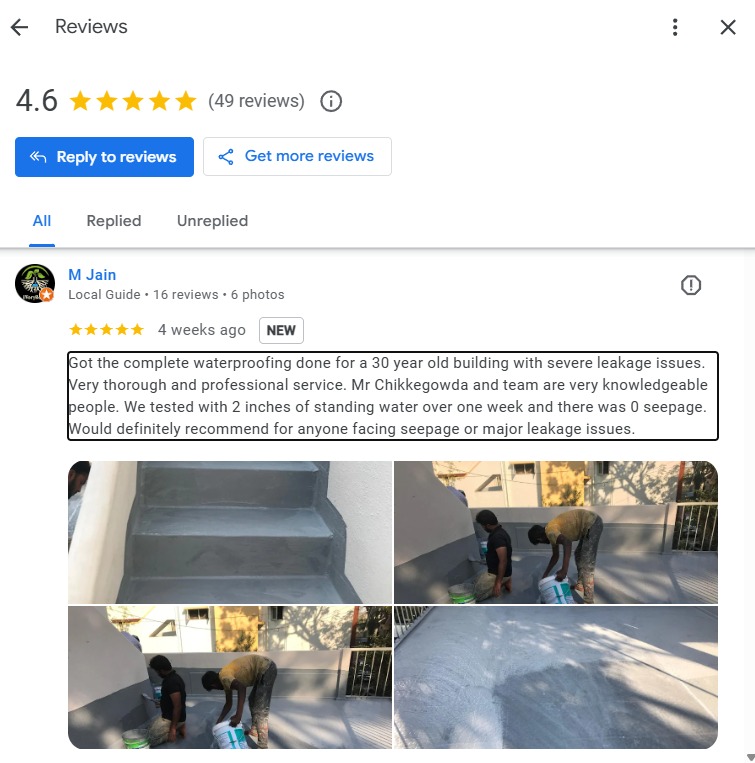 Reviews
4.6 (49 reviews)
Reply to reviews
Get more reviews
All Replied Unreplied
M Jain
Local Guide • 16 reviews • 6 photos
4 weeks ago NEW
Got the complete waterproofing done for a 30 year old building with severe leakage issues.
Very thorough and professional service. Mr Chikkegowda and team are very knowledgeable
people. We tested with 2 inches of standing water over one week and there was 0 seepage.
Would definitely recommend for anyone facing seepage or major leakage issues.